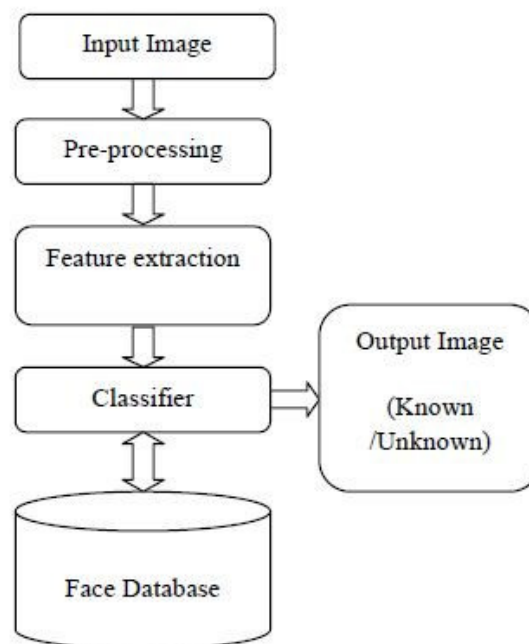 Input Image
Pre-processing
Feature extraction
Classifier
Output Image
(Known
/Unknown)
Face Database